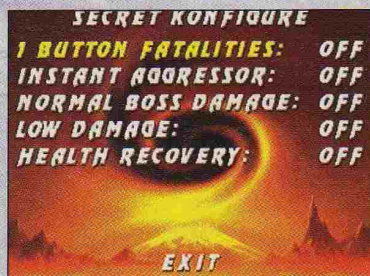 SECRET KONFIGURE
1 BUTTON FATALITIES: OFF
INSTANT AGGRESSOR: OFF
NORMAL BOSS DAMAGE: OFF
LOW DAMAGE: OFF
HEALTH RECOVERY: OFF
EXIT